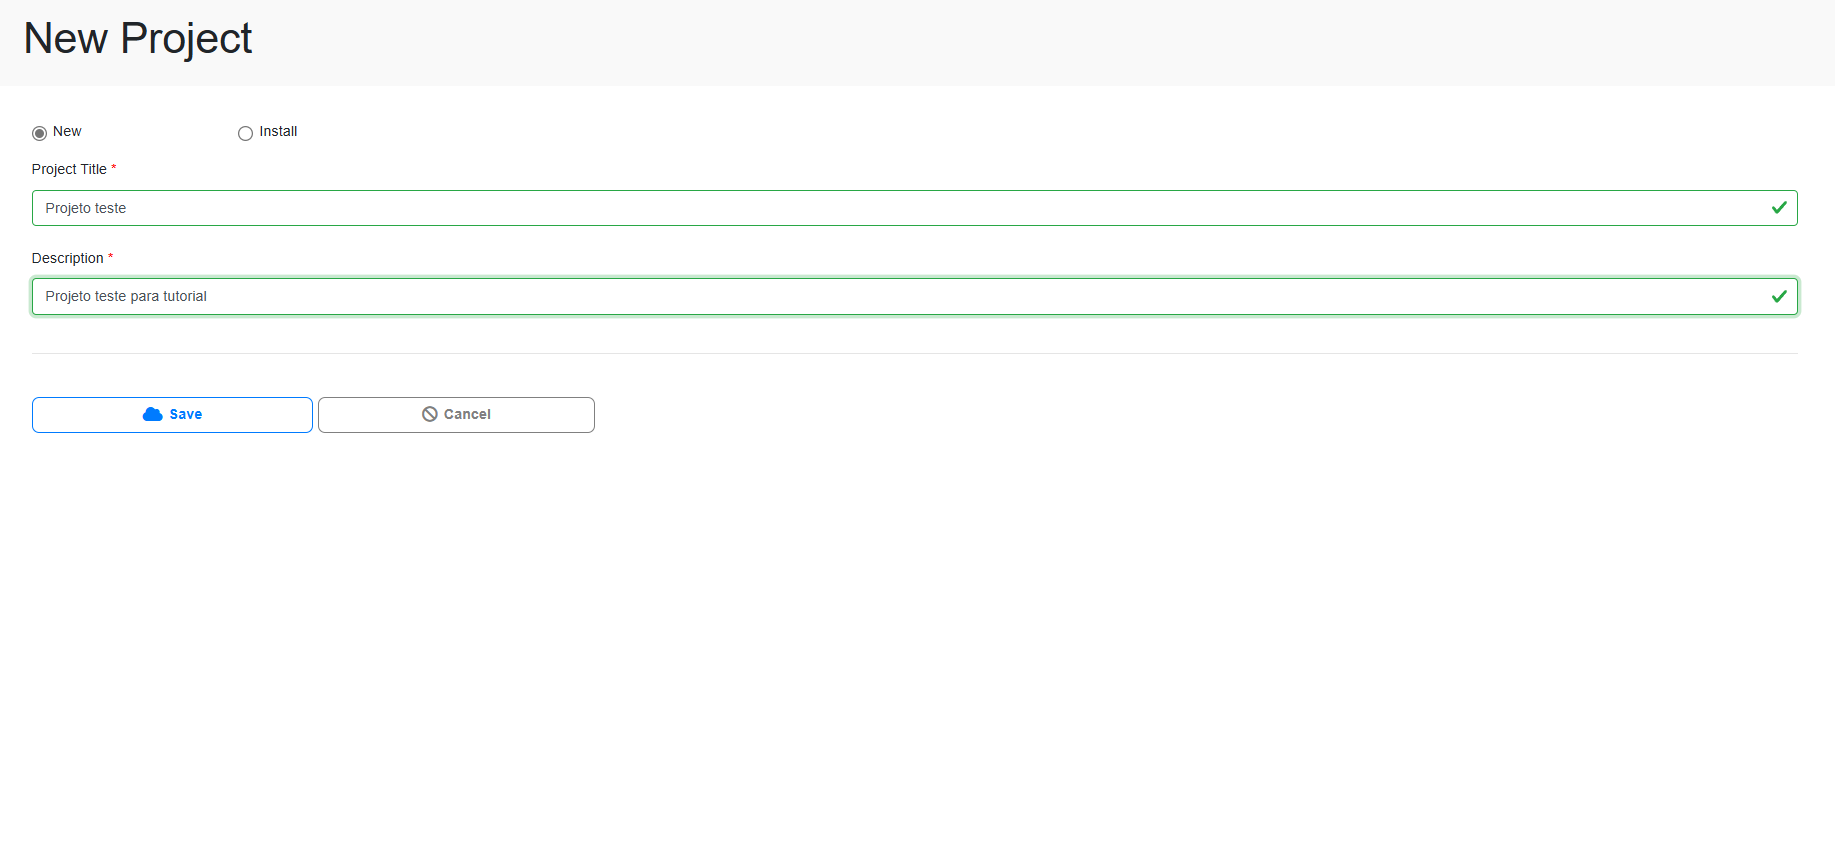 New Project
New Install
Project Title *
Projeto teste
Description *
Projeto teste para tutorial
Save Cancel